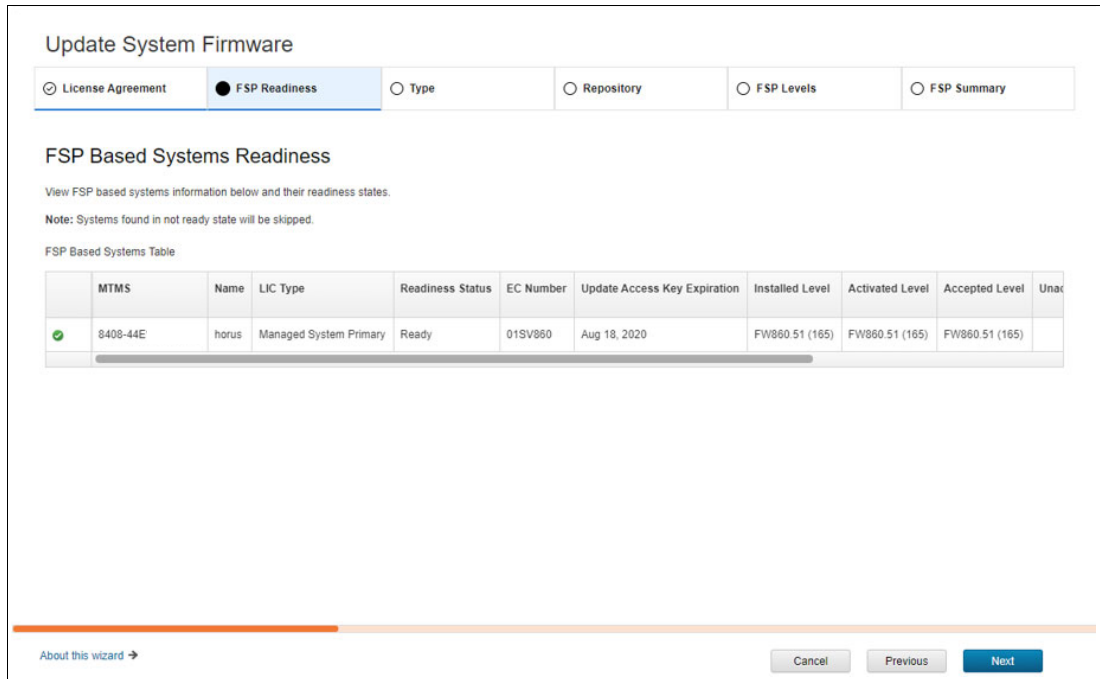 Update System Firmware
License Agreement
FSP Readiness
Type
Repository
FSP Levels
FSP Summary
FSP Based Systems Readiness
View FSP based systems information below and their readiness states.
Note: Systems found in not ready state will be skipped.
FSP Based Systems Table
MTMS Name LIC Type Readiness Status EC Number Update Access Key Expiration Installed Level Activated Level Accepted Level Unac
8408-44E horus Managed System Primary Ready 01SV860 Aug 18, 2020 FW860.51 (165) FW860.51 (165) FW860.51 (165)
About this wizard →
Cancel
Previous
Next